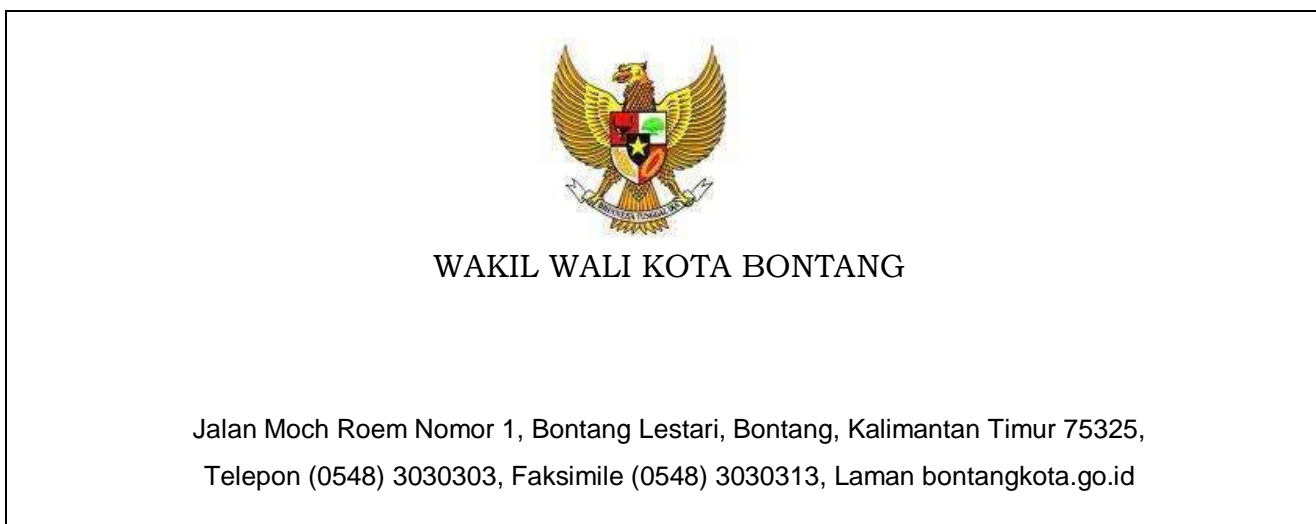 WAKIL WALI KOTA BONTANG
Jalan Moch Roem Nomor 1, Bontang Lestari, Bontang, Kalimantan Timur 75325,
Telepon (0548) 3030303, Faksimile (0548) 3030313, Laman bontangkota.go.id